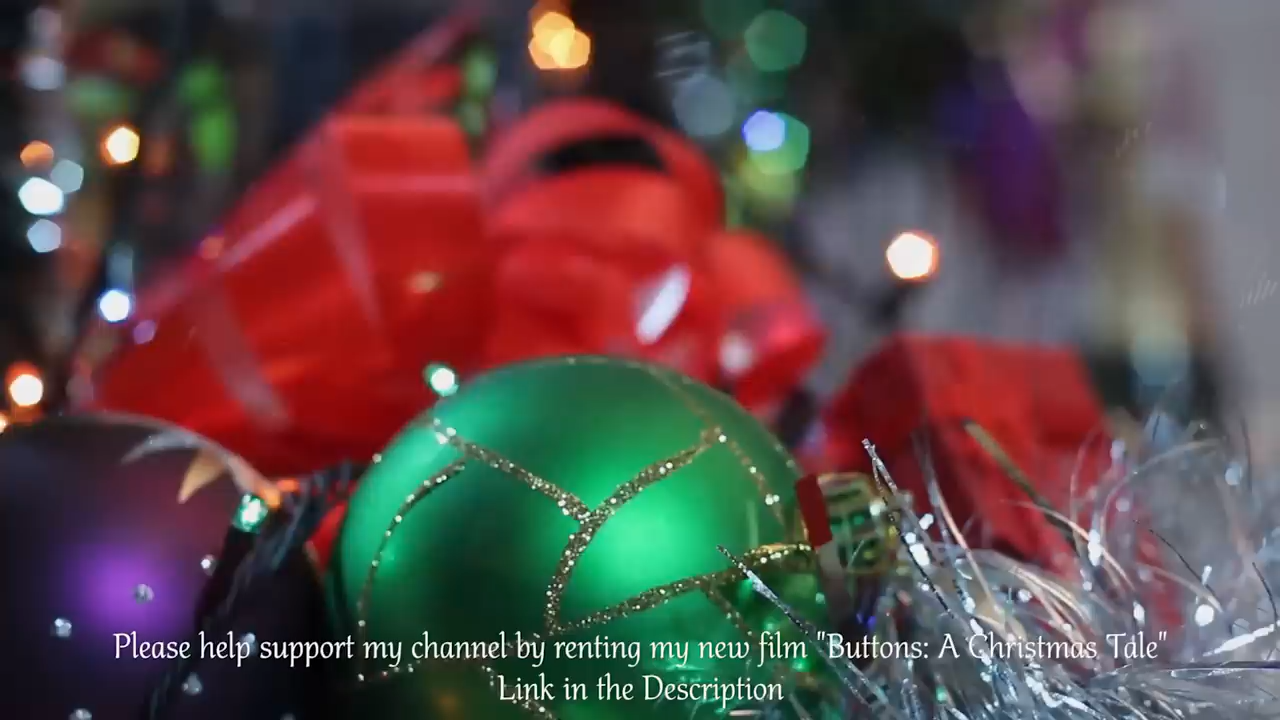 Please help support my channel by renting my new film "Buttons: A Christmas Tale"
Link in the Description